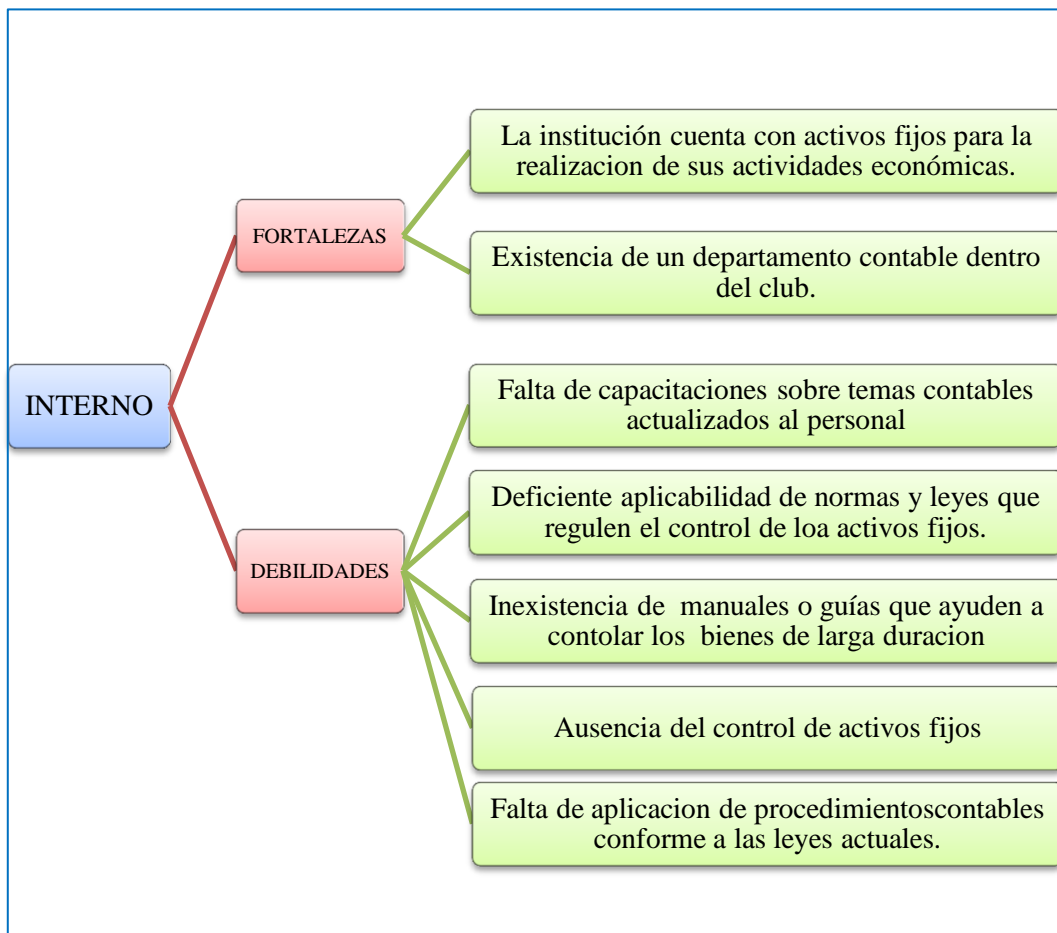 INTERNO
FORTALEZAS
La institución cuenta con activos fijos para la
realizacion de sus actividades económicas.
Existencia de un departamento contable dentro
del club.
DEBILIDADES
Falta de capacitaciones sobre temas contables
actualizados al personal
Deficiente aplicabilidad de normas y leyes que
regulen el control de loa activos fijos.
Inexistencia de manuales o guías que ayuden a
contolar los bienes de larga duracion
Ausencia del control de activos fijos
Falta de aplicacion de procedimientoscontables
conforme a las leyes actuales.